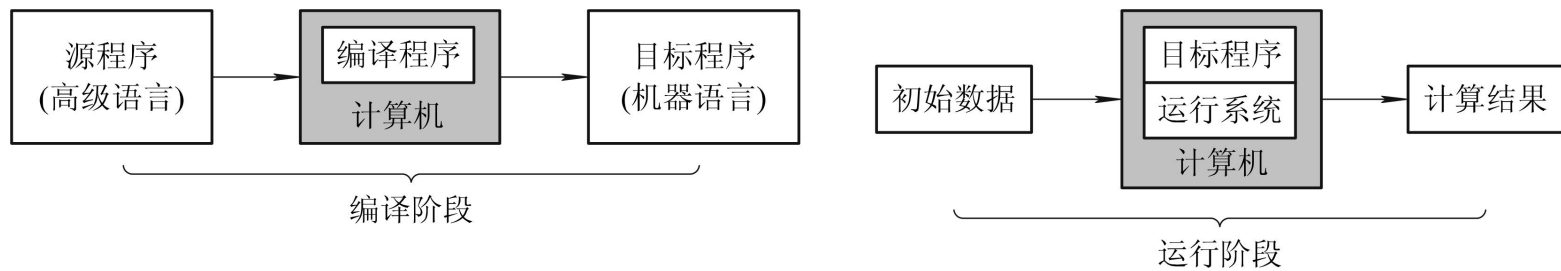 源程序
(高级语言)
编译程序
计算机
目标程序
(机器语言)
编译阶段
初始数据
目标程序
运行系统
计算机
计算结果
运行阶段